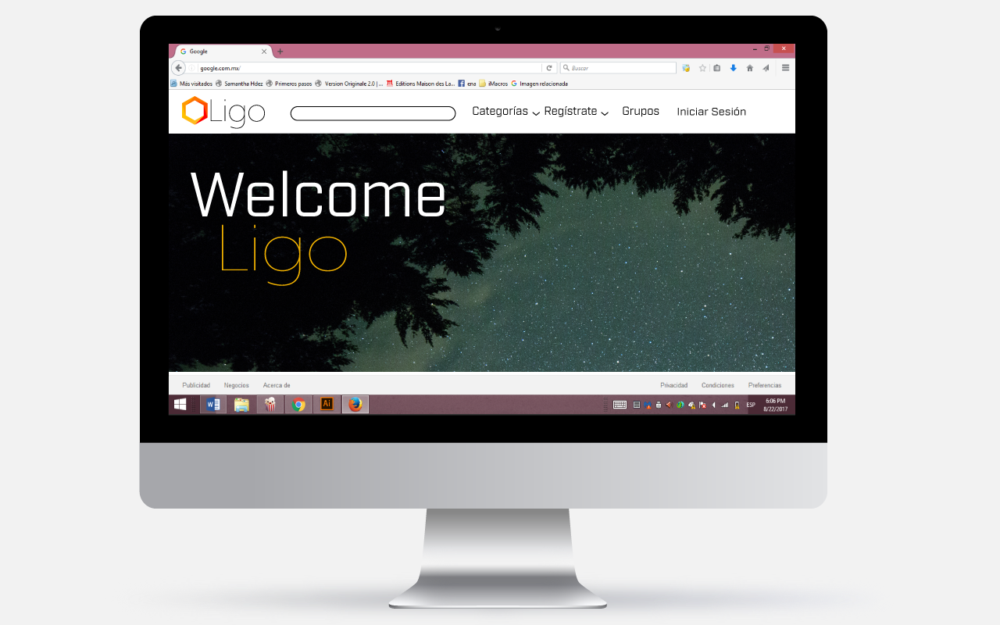 Google
google.com.mx/
Buscar
Más visitados Samantha Hdez Primeros pasos Version Originale 2.0 |... Editions Maison des La... ena iMacros Imagen relacionada
Ligo Categorías Regístrate Grupos Iniciar Sesión
Welcome
Ligo
Publicidad Negocios Acerca de Privacidad Condiciones Preferencias
W Ai ESP 6:06 PM
8/22/2017